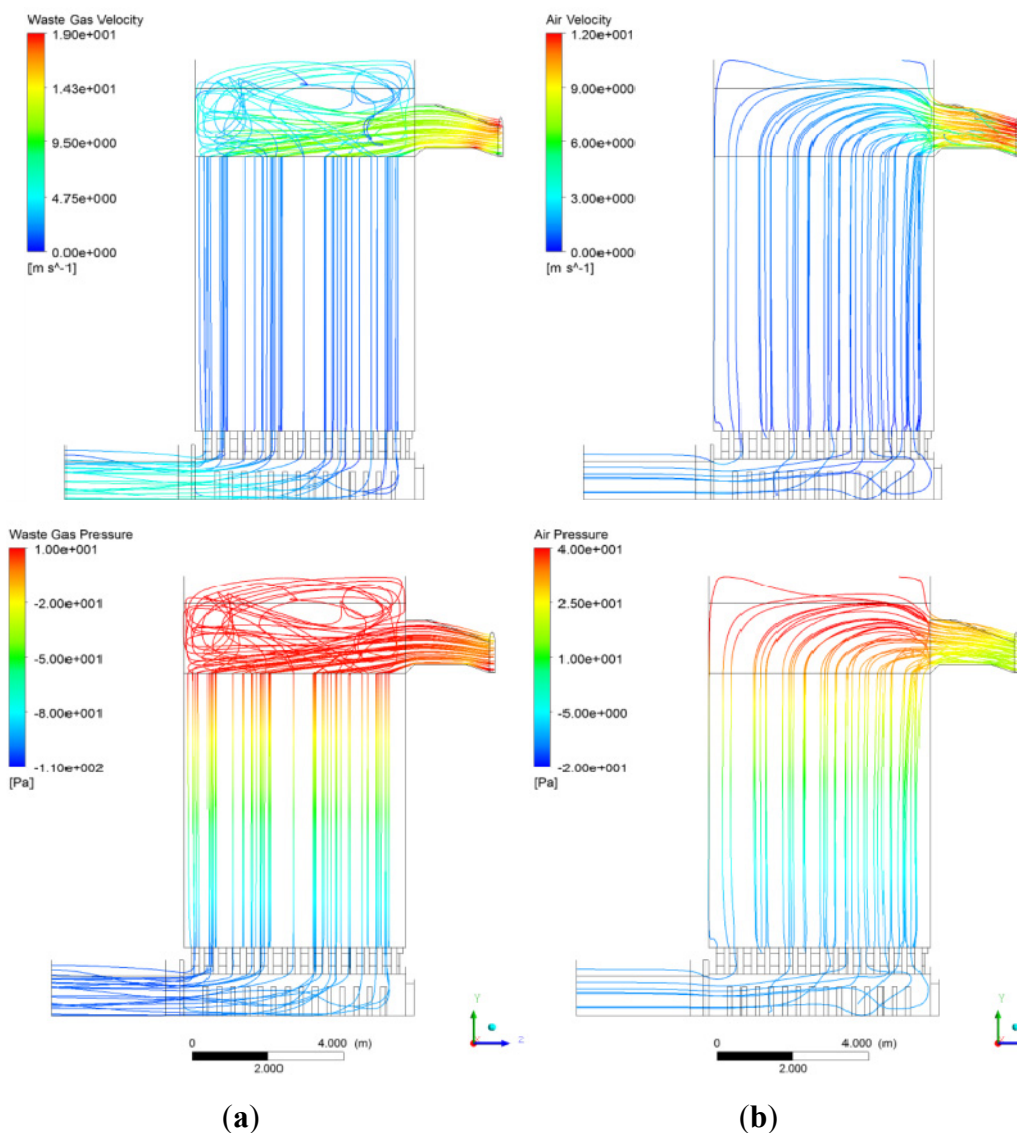 Waste Gas Velocity
1.90e+001
1.43e+001
9.50e+000
4.75e+000
0.00e+000
[m s^-1]
Air Velocity
1.20e+001
9.00e+000
6.00e+000
3.00e+000
0.00e+000
[m s^-1]
Waste Gas Pressure
1.00e+001
-2.00e+001
-5.00e+001
-8.00e+001
-1.10e+002
[Pa]
Air Pressure
4.00e+001
2.50e+001
1.00e+001
-5.00e+000
-2.00e+001
[Pa]
0 4.000 (m)
2.000
Y
Z
0 4.000 (m)
2.000
Y
(a) (b)